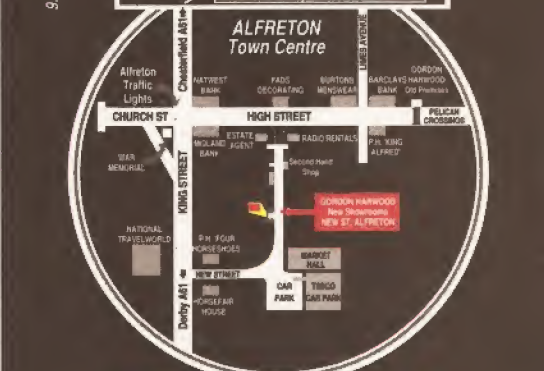 9.
ALFRETON
Town Centre
Chesterfield A61
LIMES AVENUE
Alfreton
Traffic
Lights
NATWEST
BANK
FADS
DECORATING
BURTONS
MENSWEAR
BARCLAYS
BANK
GORDON
HARWOOD
Old Premises
CHURCH ST
HIGH STREET
PELICAN
CROSSINGS
WAR
MEMORIAL
MIDLAND
BANK
ESTATE
AGENT
RADIO RENTALS
P.H. 'KING
ALFRED'
Second Hand
Shop
KING STREET
GORDON HARWOOD
New Showrooms
NEW ST. ALFRETON
NATIONAL
TRAVELWORLD
P.H. 'FOUR
HORSESHOES
MARKET
HALL
NEW STREET
CAR
PARK
TESCO
CAR PARK
Derby A61
HORSEFAIR
HOUSE